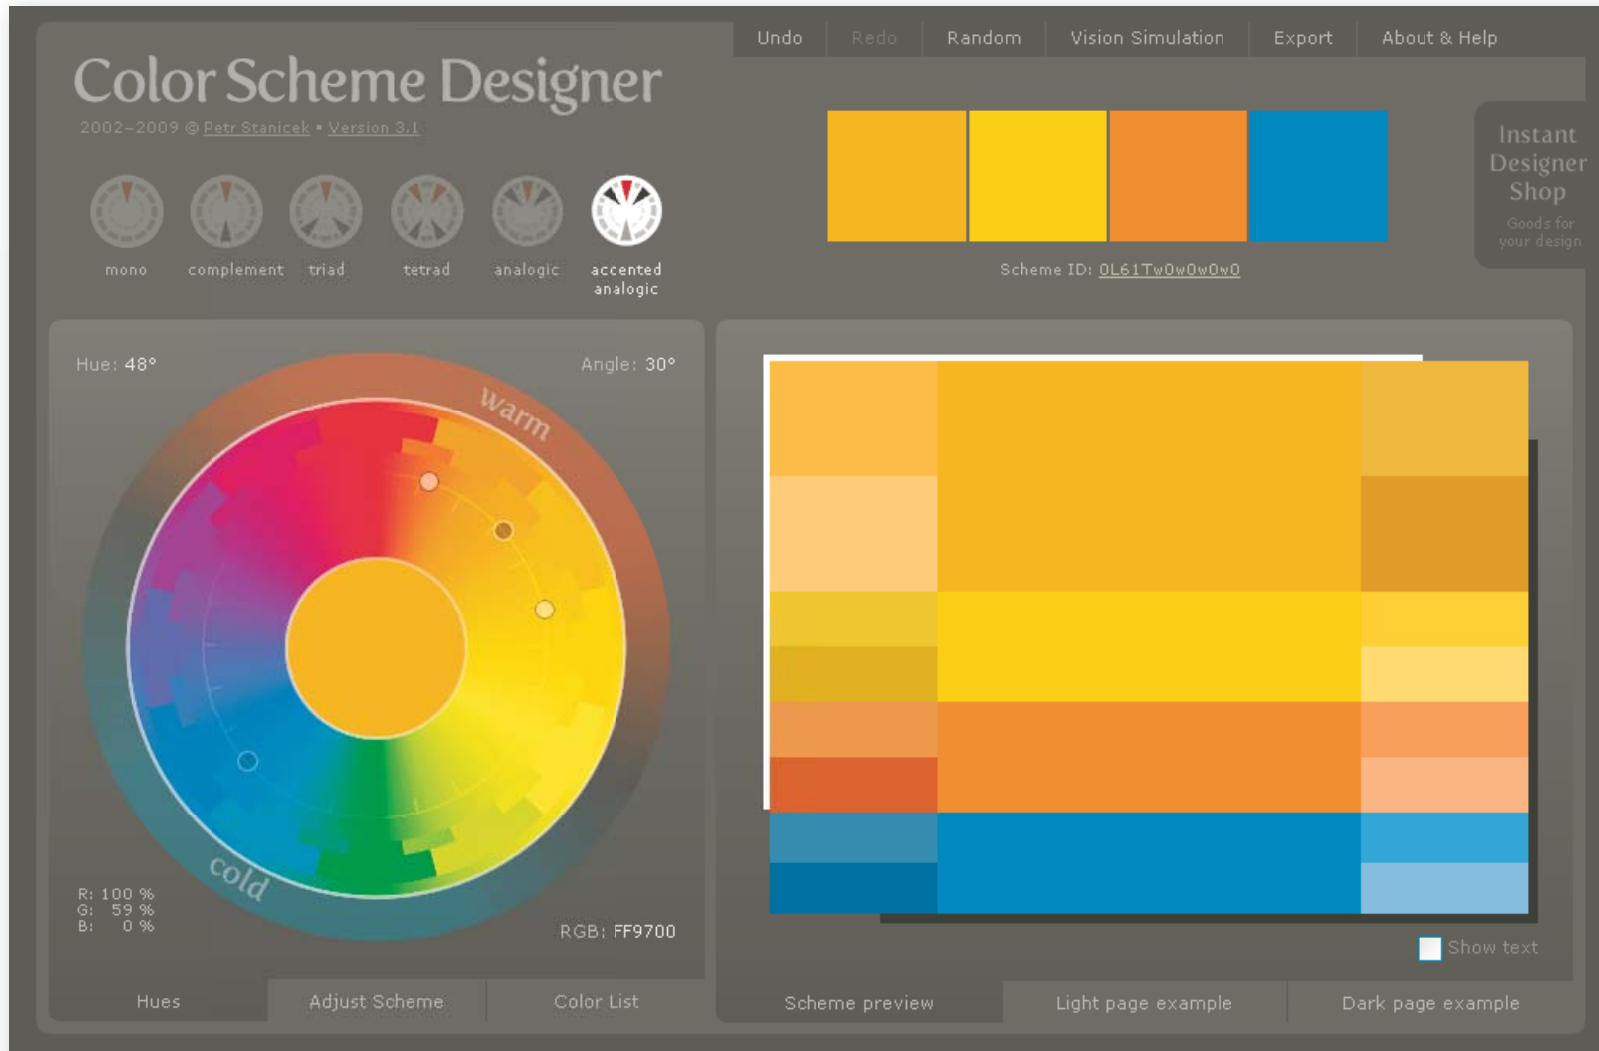 Undo
Redo
Random
Vision Simulation
Export
About & Help
Color Scheme Designer
2002–2009 © Petr Stanicek ▪ Version 3.1
mono
complement
triad
tetrad
analogic
accented
analogic
Scheme ID: 0L61Tw0w0w0w0
Instant
Designer
Shop
Goods for
your design
Hue: 48°
Angle: 30°
warm
cold
R: 100 %
G: 59 %
B: 0 %
RGB: FF9700
Hues
Adjust Scheme
Color List
Show text
Scheme preview
Light page example
Dark page example